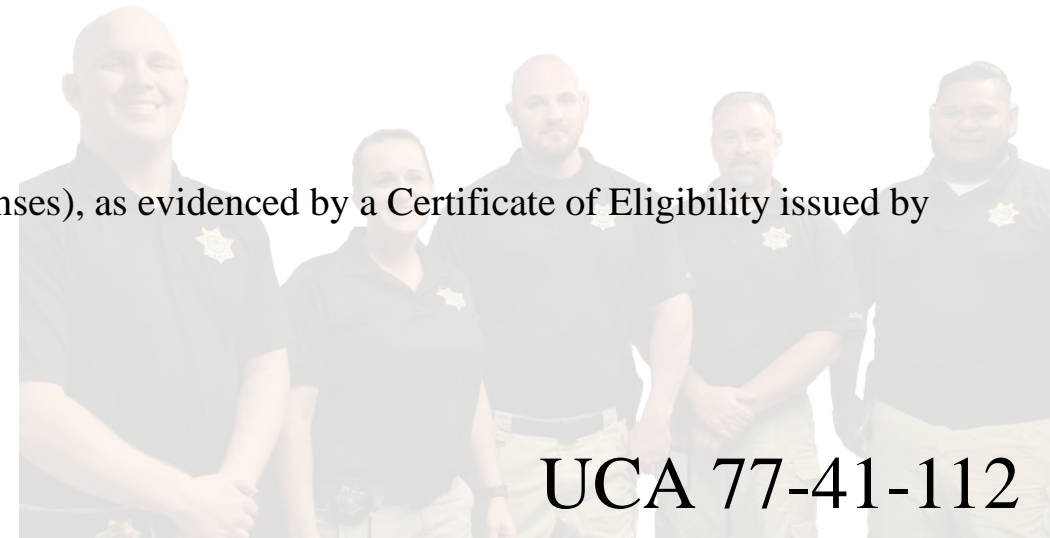 nses), as evidenced by a Certificate of Eligibility issued by
UCA 77-41-112